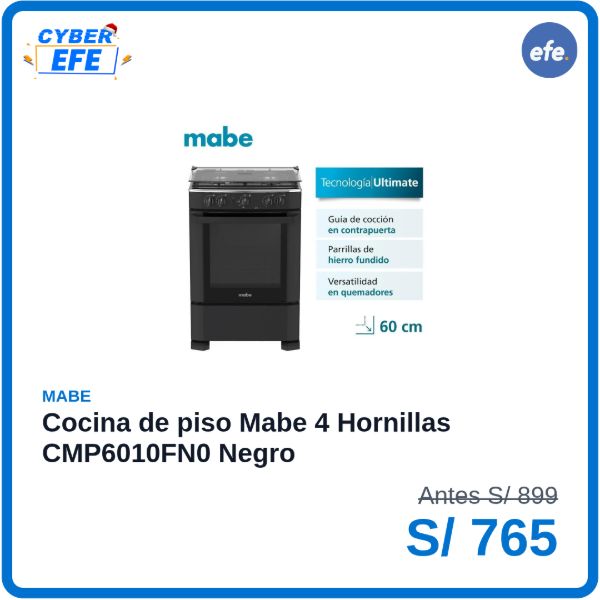 CYBER
EFE
efe.
mabe
Tecnología|Ultimate
Guía de cocción
en contrapuerta
Parrillas de
hierro fundido
Versatilidad
en quemadores
60 cm
mabe
MABE
Cocina de piso Mabe 4 Hornillas
CMP6010FN0 Negro
Antes S/ 899
S/ 765